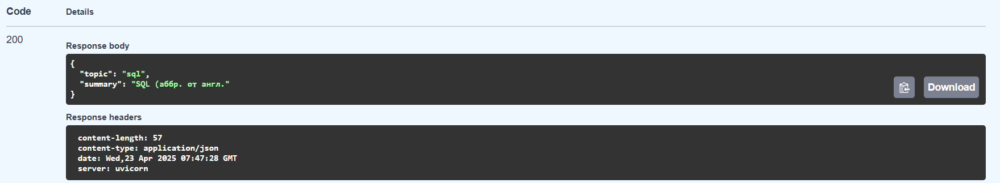 Code Details
200
Response body
{
"topic": "sql",
"summary": "SQL (аббр. от англ."
}
Download
Response headers
content-length: 57
content-type: application/json
date: Wed,23 Apr 2025 07:47:28 GMT
server: uvicorn